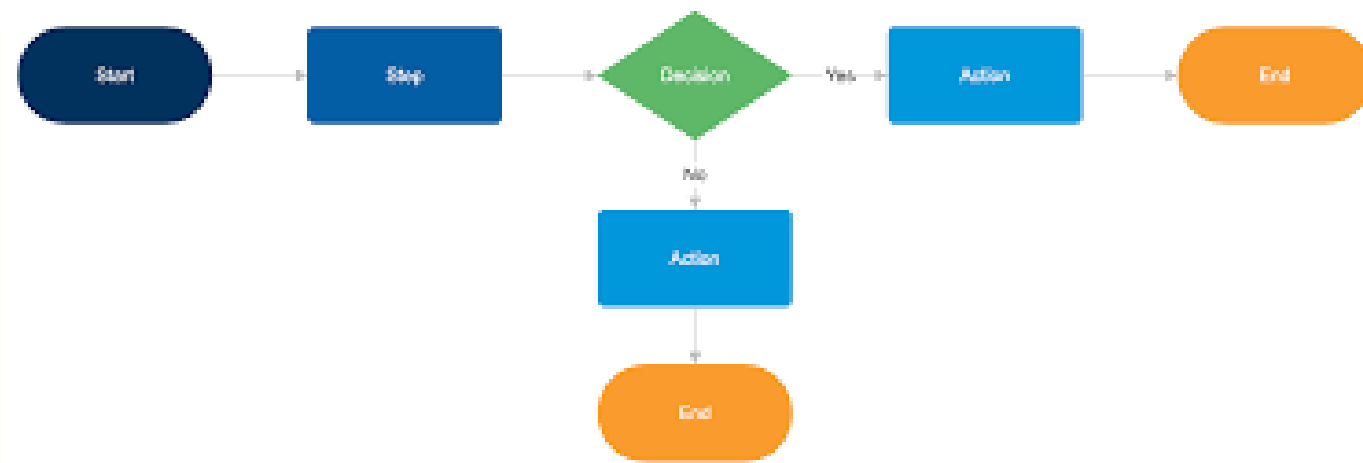 Start
Step
Decision
Yes
Action
End
No
Action
End